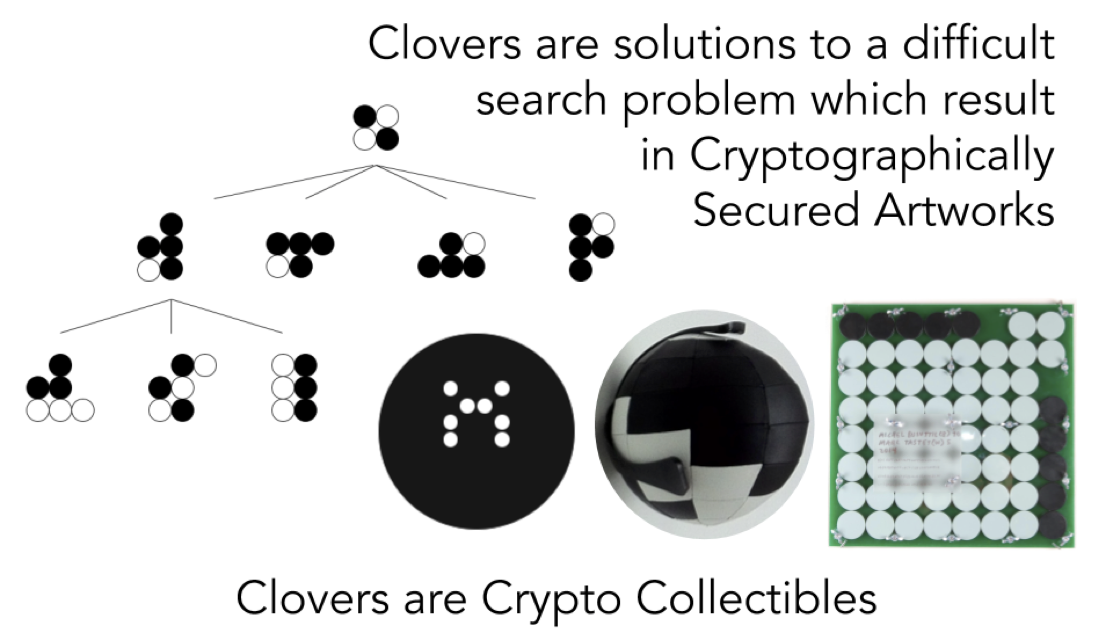 Clovers are solutions to a difficult
search problem which result
in Cryptographically
Secured Artworks
Clovers are Crypto Collectibles